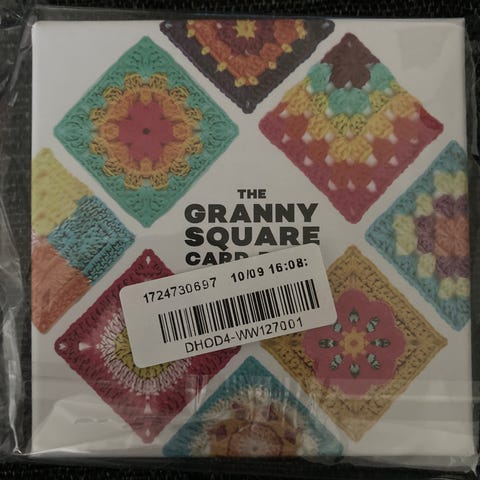 THE
GRANNY
SQUARE
CARD
1724730697 10/09 16:08:
DHOD4-WW127001